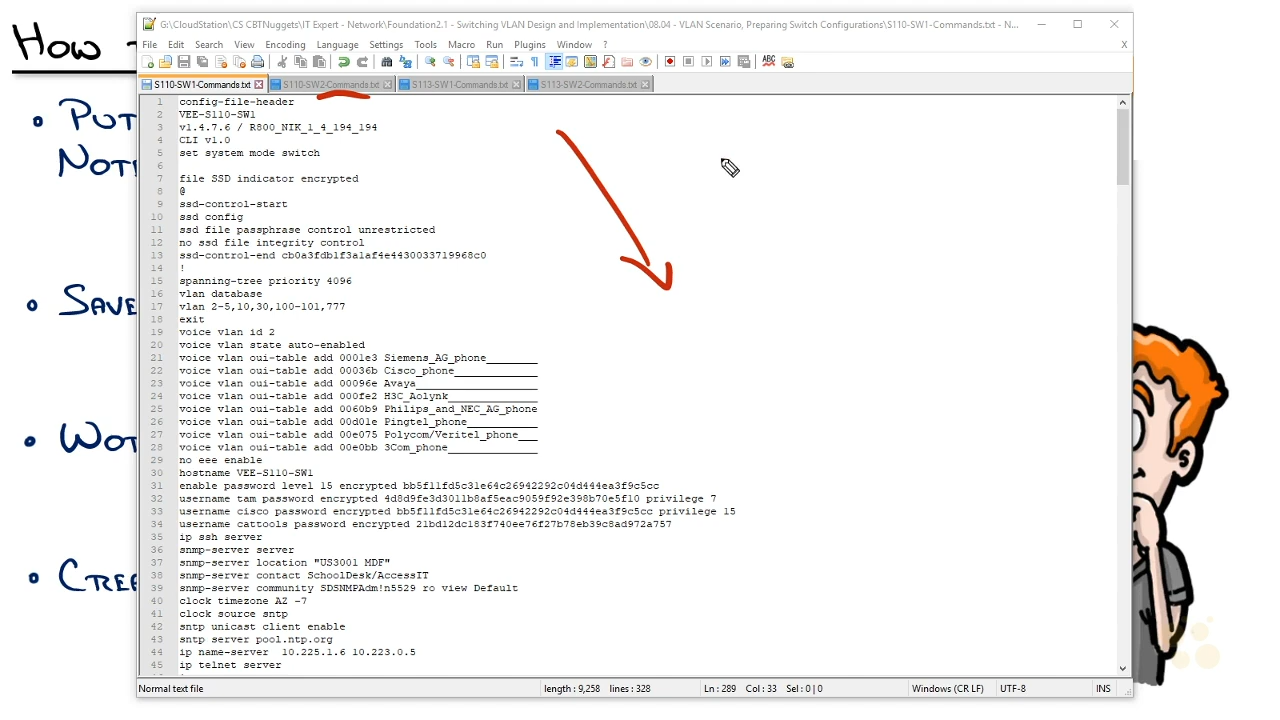 HOW
• PUT
NOT
• SAVE
• WOR
• CREA
G:\CloudStation\CS CBTNuggets\IT Expert - Network\Foundation2.1 - Switching VLAN Design and Implementation\08.04 - VLAN Scenario, Preparing Switch Configurations\S110-SW1-Commands.txt - N...
File Edit Search View Encoding Language Settings Tools Macro Run Plugins Window ? X
S110-SW1-Commands.txt S110-SW2-Commands.txt S113-SW1-Commands.txt S113-SW2-Commands.txt
1 config-file-header
2 VEE-S110-SW1
3 v1.4.7.6 / R800_NIK_1_4_194_194
4 CLI v1.0
5 set system mode switch
6
7 file SSD indicator encrypted
8 @
9 ssd-control-start
10 ssd config
11 ssd file passphrase control unrestricted
12 no ssd file integrity control
13 ssd-control-end cb0a3fdb1f3a1af4e4430033719968c0
14 !
15 spanning-tree priority 4096
16 vlan database
17 vlan 2-5,10,30,100-101,777
18 exit
19 voice vlan id 2
20 voice vlan state auto-enabled
21 voice vlan oui-table add 0001e3 Siemens_AG_phone________
22 voice vlan oui-table add 00036b Cisco_phone_____________
23 voice vlan oui-table add 00096e Avaya___________________
24 voice vlan oui-table add 000fe2 H3C_Aolynk______________
25 voice vlan oui-table add 0060b9 Philips_and_NEC_AG_phone
26 voice vlan oui-table add 00d01e Pingtel_phone___________
27 voice vlan oui-table add 00e075 Polycom/Veritel_phone___
28 voice vlan oui-table add 00e0bb 3Com_phone______________
29 no eee enable
30 hostname VEE-S110-SW1
31 enable password level 15 encrypted bb5f11fd5c31e64c26942292c04d444ea3f9c5cc
32 username tam password encrypted 4d8d9fe3d3011b8af5eac9059f92e398b70e5f10 privilege 7
33 username cisco password encrypted bb5f11fd5c31e64c26942292c04d444ea3f9c5cc privilege 15
34 username cattools password encrypted 21bd12dc183f740ee76f27b78eb39c8ad972a757
35 ip ssh server
36 snmp-server server
37 snmp-server location "US3001 MDF"
38 snmp-server contact SchoolDesk/AccessIT
39 snmp-server community SDSNMPAdm!n5529 ro view Default
40 clock timezone AZ -7
41 clock source sntp
42 sntp unicast client enable
43 sntp server pool.ntp.org
44 ip name-server  10.225.1.6 10.223.0.5
45 ip telnet server
Normal text file length : 9,258 lines : 328 Ln : 289 Col : 33 Sel : 0 | 0 Windows (CR LF) UTF-8 INS